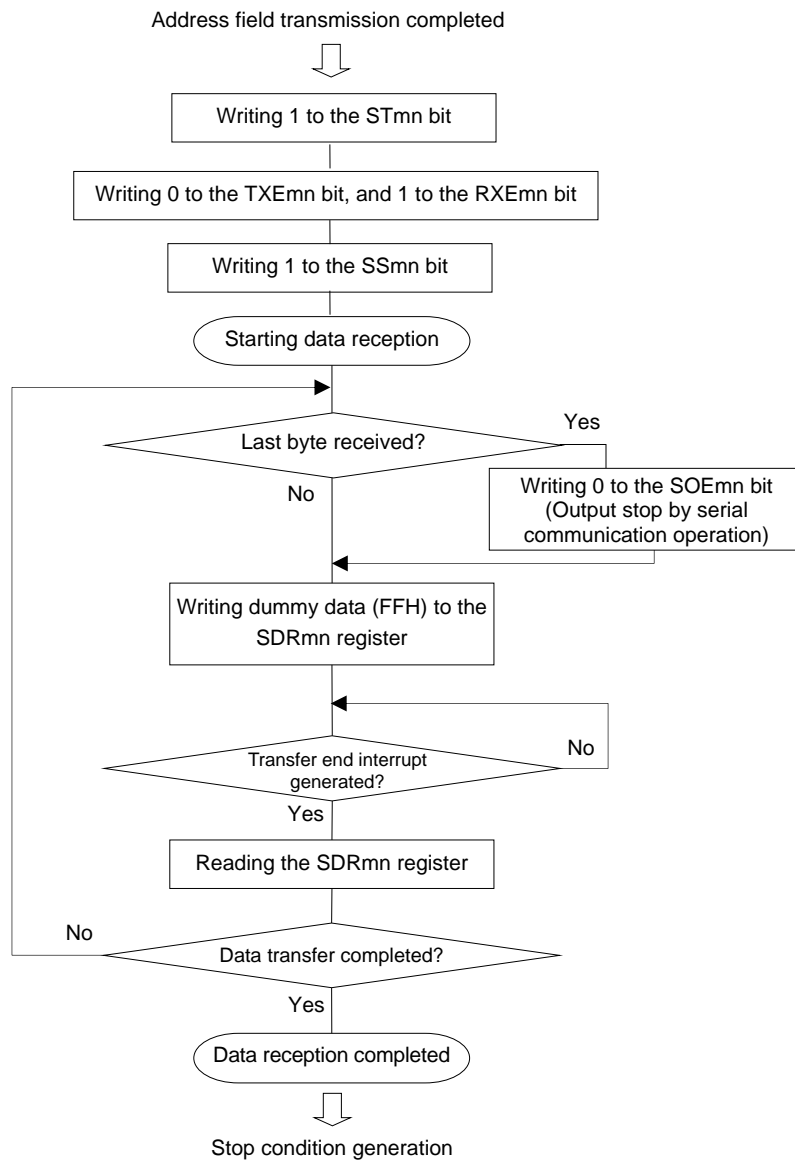 Address field transmission completed
Writing 1 to the STmn bit
Writing 0 to the TXEmn bit, and 1 to the RXEmn bit
Writing 1 to the SSmn bit
Starting data reception
Last byte received?
Yes
No
Writing 0 to the SOEmn bit
(Output stop by serial
communication operation)
Writing dummy data (FFH) to the
SDRmn register
Transfer end interrupt
generated?
No
Yes
Reading the SDRmn register
Data transfer completed?
No
Yes
Data reception completed
Stop condition generation